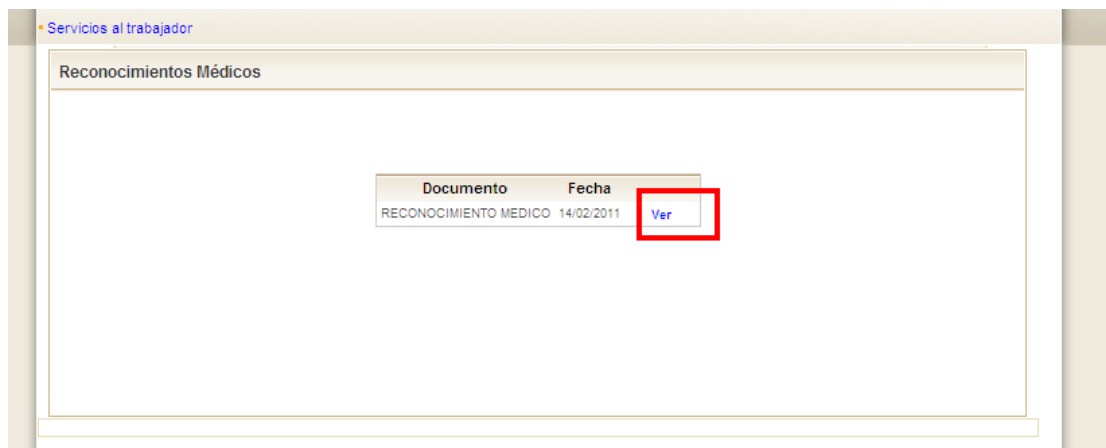 Servicios al trabajador
Reconocimientos Médicos
Documento Fecha
RECONOCIMIENTO MEDICO 14/02/2011 Ver